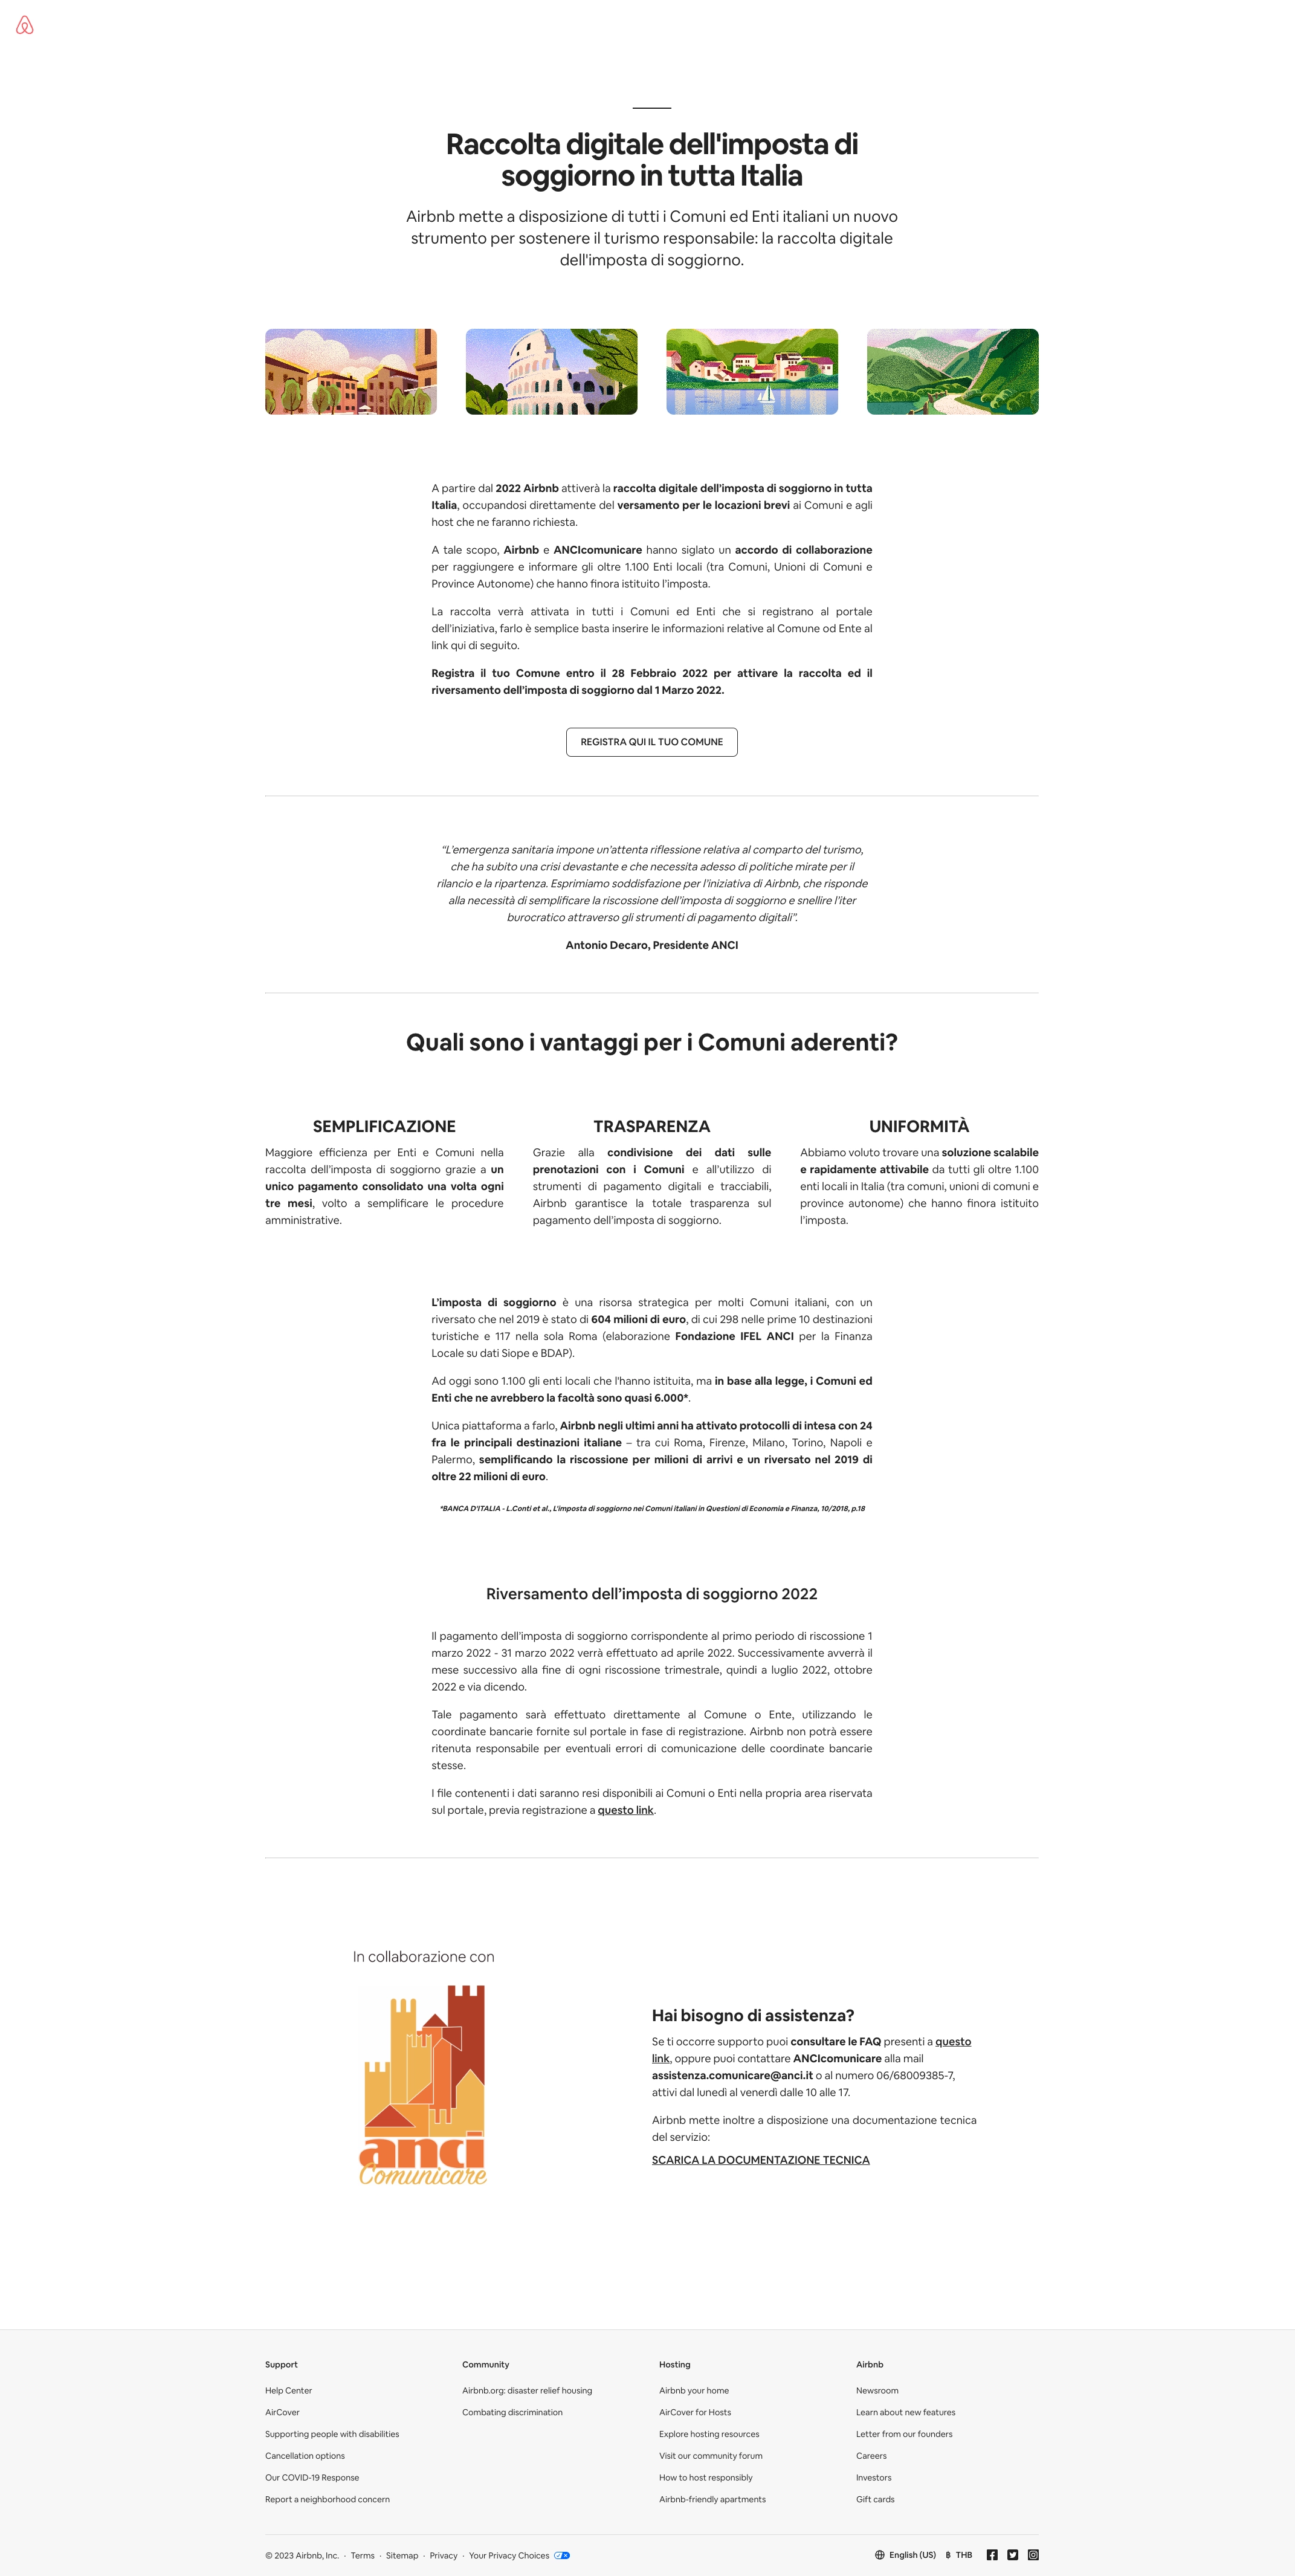 Raccolta digitale dell'imposta di
soggiorno in tutta Italia
Airbnb mette a disposizione di tutti i Comuni ed Enti italiani un nuovo
strumento per sostenere il turismo responsabile: la raccolta digitale
dell'imposta di soggiorno.
A partire dal 2022 Airbnb attiverà la raccolta digitale dell’imposta di soggiorno in tutta
Italia, occupandosi direttamente del versamento per le locazioni brevi ai Comuni e agli
host che ne faranno richiesta.
A tale scopo, Airbnb e ANCIcomunicare hanno siglato un accordo di collaborazione
per raggiungere e informare gli oltre 1.100 Enti locali (tra Comuni, Unioni di Comuni e
Province Autonome) che hanno finora istituito l’imposta.
La raccolta verrà attivata in tutti i Comuni ed Enti che si registrano al portale
dell’iniziativa, farlo è semplice basta inserire le informazioni relative al Comune od Ente al
link qui di seguito.
Registra il tuo Comune entro il 28 Febbraio 2022 per attivare la raccolta ed il
riversamento dell’imposta di soggiorno dal 1 Marzo 2022.
REGISTRA QUI IL TUO COMUNE
“L’emergenza sanitaria impone un’attenta riflessione relativa al comparto del turismo,
che ha subito una crisi devastante e che necessita adesso di politiche mirate per il
rilancio e la ripartenza. Esprimiamo soddisfazione per l’iniziativa di Airbnb, che risponde
alla necessità di semplificare la riscossione dell’imposta di soggiorno e snellire l’iter
burocratico attraverso gli strumenti di pagamento digitali”.
Antonio Decaro, Presidente ANCI
Quali sono i vantaggi per i Comuni aderenti?
SEMPLIFICAZIONE
Maggiore efficienza per Enti e Comuni nella
raccolta dell’imposta di soggiorno grazie a un
unico pagamento consolidato una volta ogni
tre mesi, volto a semplificare le procedure
amministrative.
TRASPARENZA
Grazie alla condivisione dei dati sulle
prenotazioni con i Comuni e all’utilizzo di
strumenti di pagamento digitali e tracciabili,
Airbnb garantisce la totale trasparenza sul
pagamento dell’imposta di soggiorno.
UNIFORMITÀ
Abbiamo voluto trovare una soluzione scalabile
e rapidamente attivabile da tutti gli oltre 1.100
enti locali in Italia (tra comuni, unioni di comuni e
province autonome) che hanno finora istituito
l’imposta.
L’imposta di soggiorno è una risorsa strategica per molti Comuni italiani, con un
riversato che nel 2019 è stato di 604 milioni di euro, di cui 298 nelle prime 10 destinazioni
turistiche e 117 nella sola Roma (elaborazione Fondazione IFEL ANCI per la Finanza
Locale su dati Siope e BDAP).
Ad oggi sono 1.100 gli enti locali che l'hanno istituita, ma in base alla legge, i Comuni ed
Enti che ne avrebbero la facoltà sono quasi 6.000*.
Unica piattaforma a farlo, Airbnb negli ultimi anni ha attivato protocolli di intesa con 24
fra le principali destinazioni italiane – tra cui Roma, Firenze, Milano, Torino, Napoli e
Palermo, semplificando la riscossione per milioni di arrivi e un riversato nel 2019 di
oltre 22 milioni di euro.
*BANCA D'ITALIA - L.Conti et al., L'imposta di soggiorno nei Comuni italiani in Questioni di Economia e Finanza, 10/2018, p.18
Riversamento dell’imposta di soggiorno 2022
Il pagamento dell’imposta di soggiorno corrispondente al primo periodo di riscossione 1
marzo 2022 - 31 marzo 2022 verrà effettuato ad aprile 2022. Successivamente avverrà il
mese successivo alla fine di ogni riscossione trimestrale, quindi a luglio 2022, ottobre
2022 e via dicendo.
Tale pagamento sarà effettuato direttamente al Comune o Ente, utilizzando le
coordinate bancarie fornite sul portale in fase di registrazione. Airbnb non potrà essere
ritenuta responsabile per eventuali errori di comunicazione delle coordinate bancarie
stesse.
I file contenenti i dati saranno resi disponibili ai Comuni o Enti nella propria area riservata
sul portale, previa registrazione a questo link.
In collaborazione con
anci
Comunicare
Hai bisogno di assistenza?
Se ti occorre supporto puoi consultare le FAQ presenti a questo
link, oppure puoi contattare ANCIcomunicare alla mail
assistenza.comunicare@anci.it o al numero 06/68009385-7,
attivi dal lunedì al venerdì dalle 10 alle 17.
Airbnb mette inoltre a disposizione una documentazione tecnica
del servizio:
SCARICA LA DOCUMENTAZIONE TECNICA
Support
Help Center
AirCover
Supporting people with disabilities
Cancellation options
Our COVID-19 Response
Report a neighborhood concern
Community
Airbnb.org: disaster relief housing
Combating discrimination
Hosting
Airbnb your home
AirCover for Hosts
Explore hosting resources
Visit our community forum
How to host responsibly
Airbnb-friendly apartments
Airbnb
Newsroom
Learn about new features
Letter from our founders
Careers
Investors
Gift cards
© 2023 Airbnb, Inc. · Terms · Sitemap · Privacy · Your Privacy Choices
English (US) ฿ THB